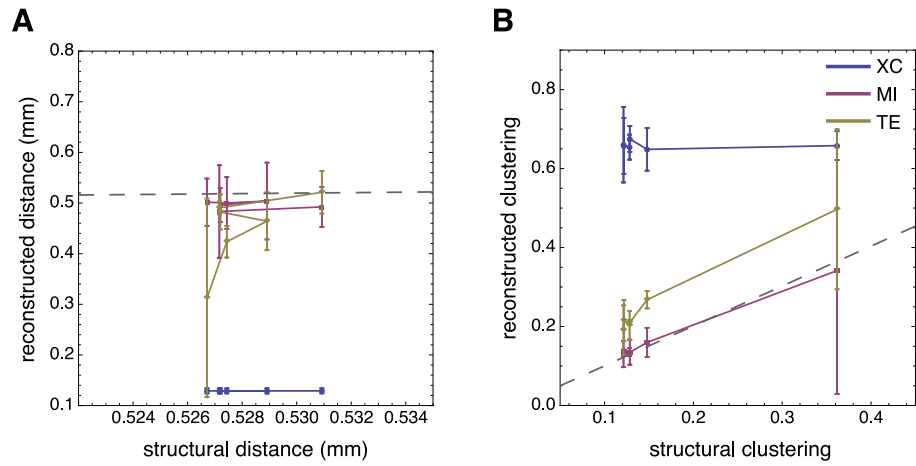 A
0.8
0.7
0.6
0.5
0.4
0.3
0.2
0.1
reconstructed distance (mm)
0.524 0.526 0.528 0.530 0.532 0.534
structural distance (mm)
B
XC
MI
TE
0.8
0.6
0.4
0.2
0.0
reconstructed clustering
0.1 0.2 0.3 0.4
structural clustering